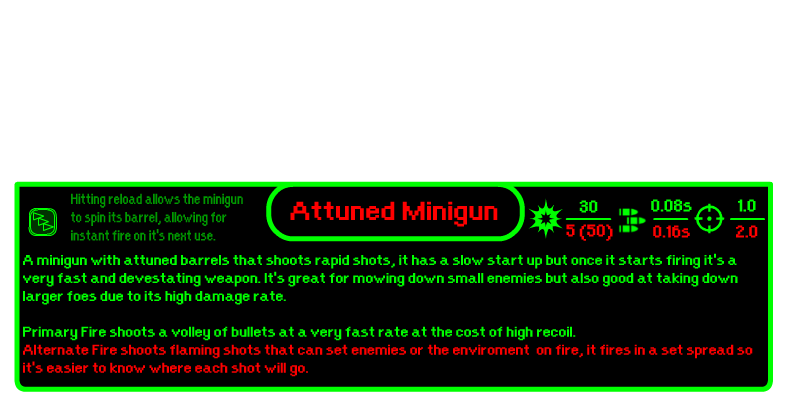 Hitting reload allows the minigun
to spin its barrel, allowing for
instant fire on it's next use.
Attuned Minigun
30
5 (50)
0.08s
0.16s
1.0
2.0
A minigun with attuned barrels that shoots rapid shots, it has a slow start up but once it starts firing it's a
very fast and devestating weapon. It's great for mowing down small enemies but also good at taking down
larger foes due to its high damage rate.
Primary Fire shoots a volley of bullets at a very fast rate at the cost of high recoil.
Alternate Fire shoots flaming shots that can set enemies or the enviroment on fire, it fires in a set spread so
it's easier to know where each shot will go.